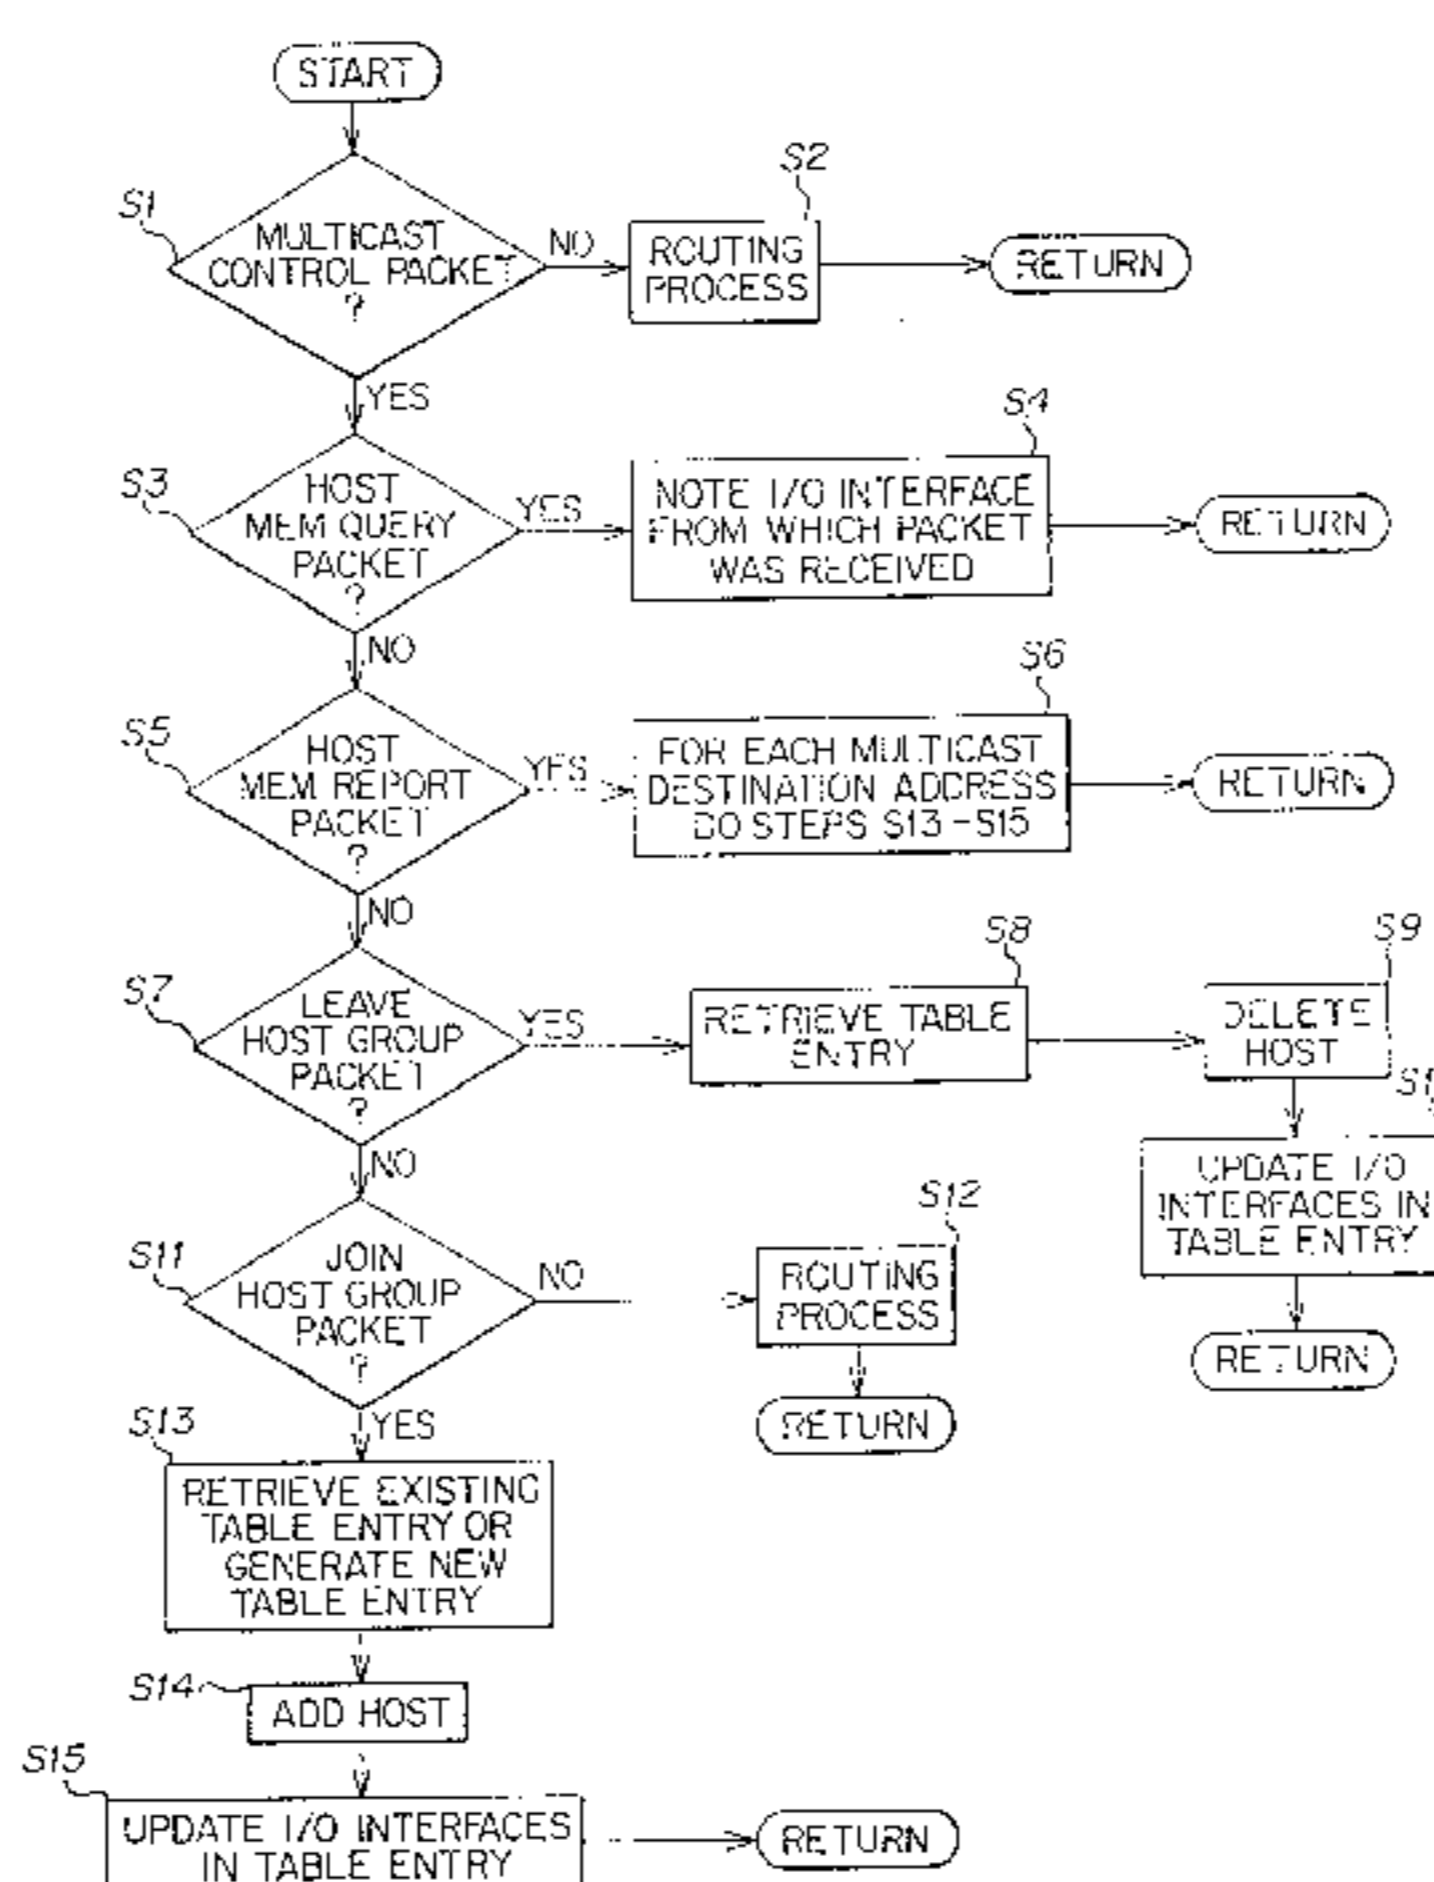 START
S1
MULTICAST
CONTROL PACKET
?
NO
S2
ROUTING
PROCESS
RETURN
YES
S3
HOST
MEM QUERY
PACKET
?
YES
S4
NOTE I/O INTERFACE
FROM WHICH PACKET
WAS RECEIVED
RETURN
NO
S5
HOST
MEM REPORT
PACKET
?
YES
S6
FOR EACH MULTICAST
DESTINATION ADDRESS
DO STEPS S13-S15
RETURN
NO
S7
LEAVE
HOST GROUP
PACKET
?
YES
S8
RETRIEVE TABLE
ENTRY
S9
DELETE
HOST
UPDATE I/O
INTERFACES IN
TABLE ENTRY
RETURN
NO
S11
JOIN
HOST GROUP
PACKET
?
NO
S12
ROUTING
PROCESS
RETURN
YES
S13
RETRIEVE EXISTING
TABLE ENTRY OR
GENERATE NEW
TABLE ENTRY
S14
ADD HOST
S15
UPDATE I/O INTERFACES
IN TABLE ENTRY
RETURN